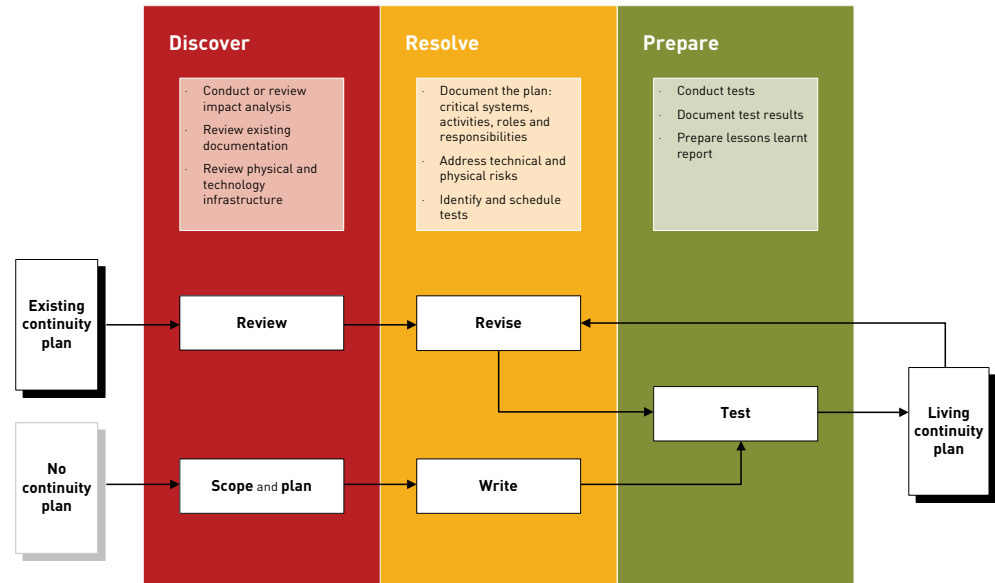 Discover
Resolve
Prepare
· Conduct or review
impact analysis
· Review existing
documentation
· Review physical and
technology
infrastructure
· Document the plan:
critical systems,
activities, roles and
responsibilities
· Address technical and
physical risks
· Identify and schedule
tests
· Conduct tests
· Document test results
· Prepare lessons learnt
report
Existing
continuity
plan
Review
Revise
Test
Living
continuity
plan
No
continuity
plan
Scope and plan
Write